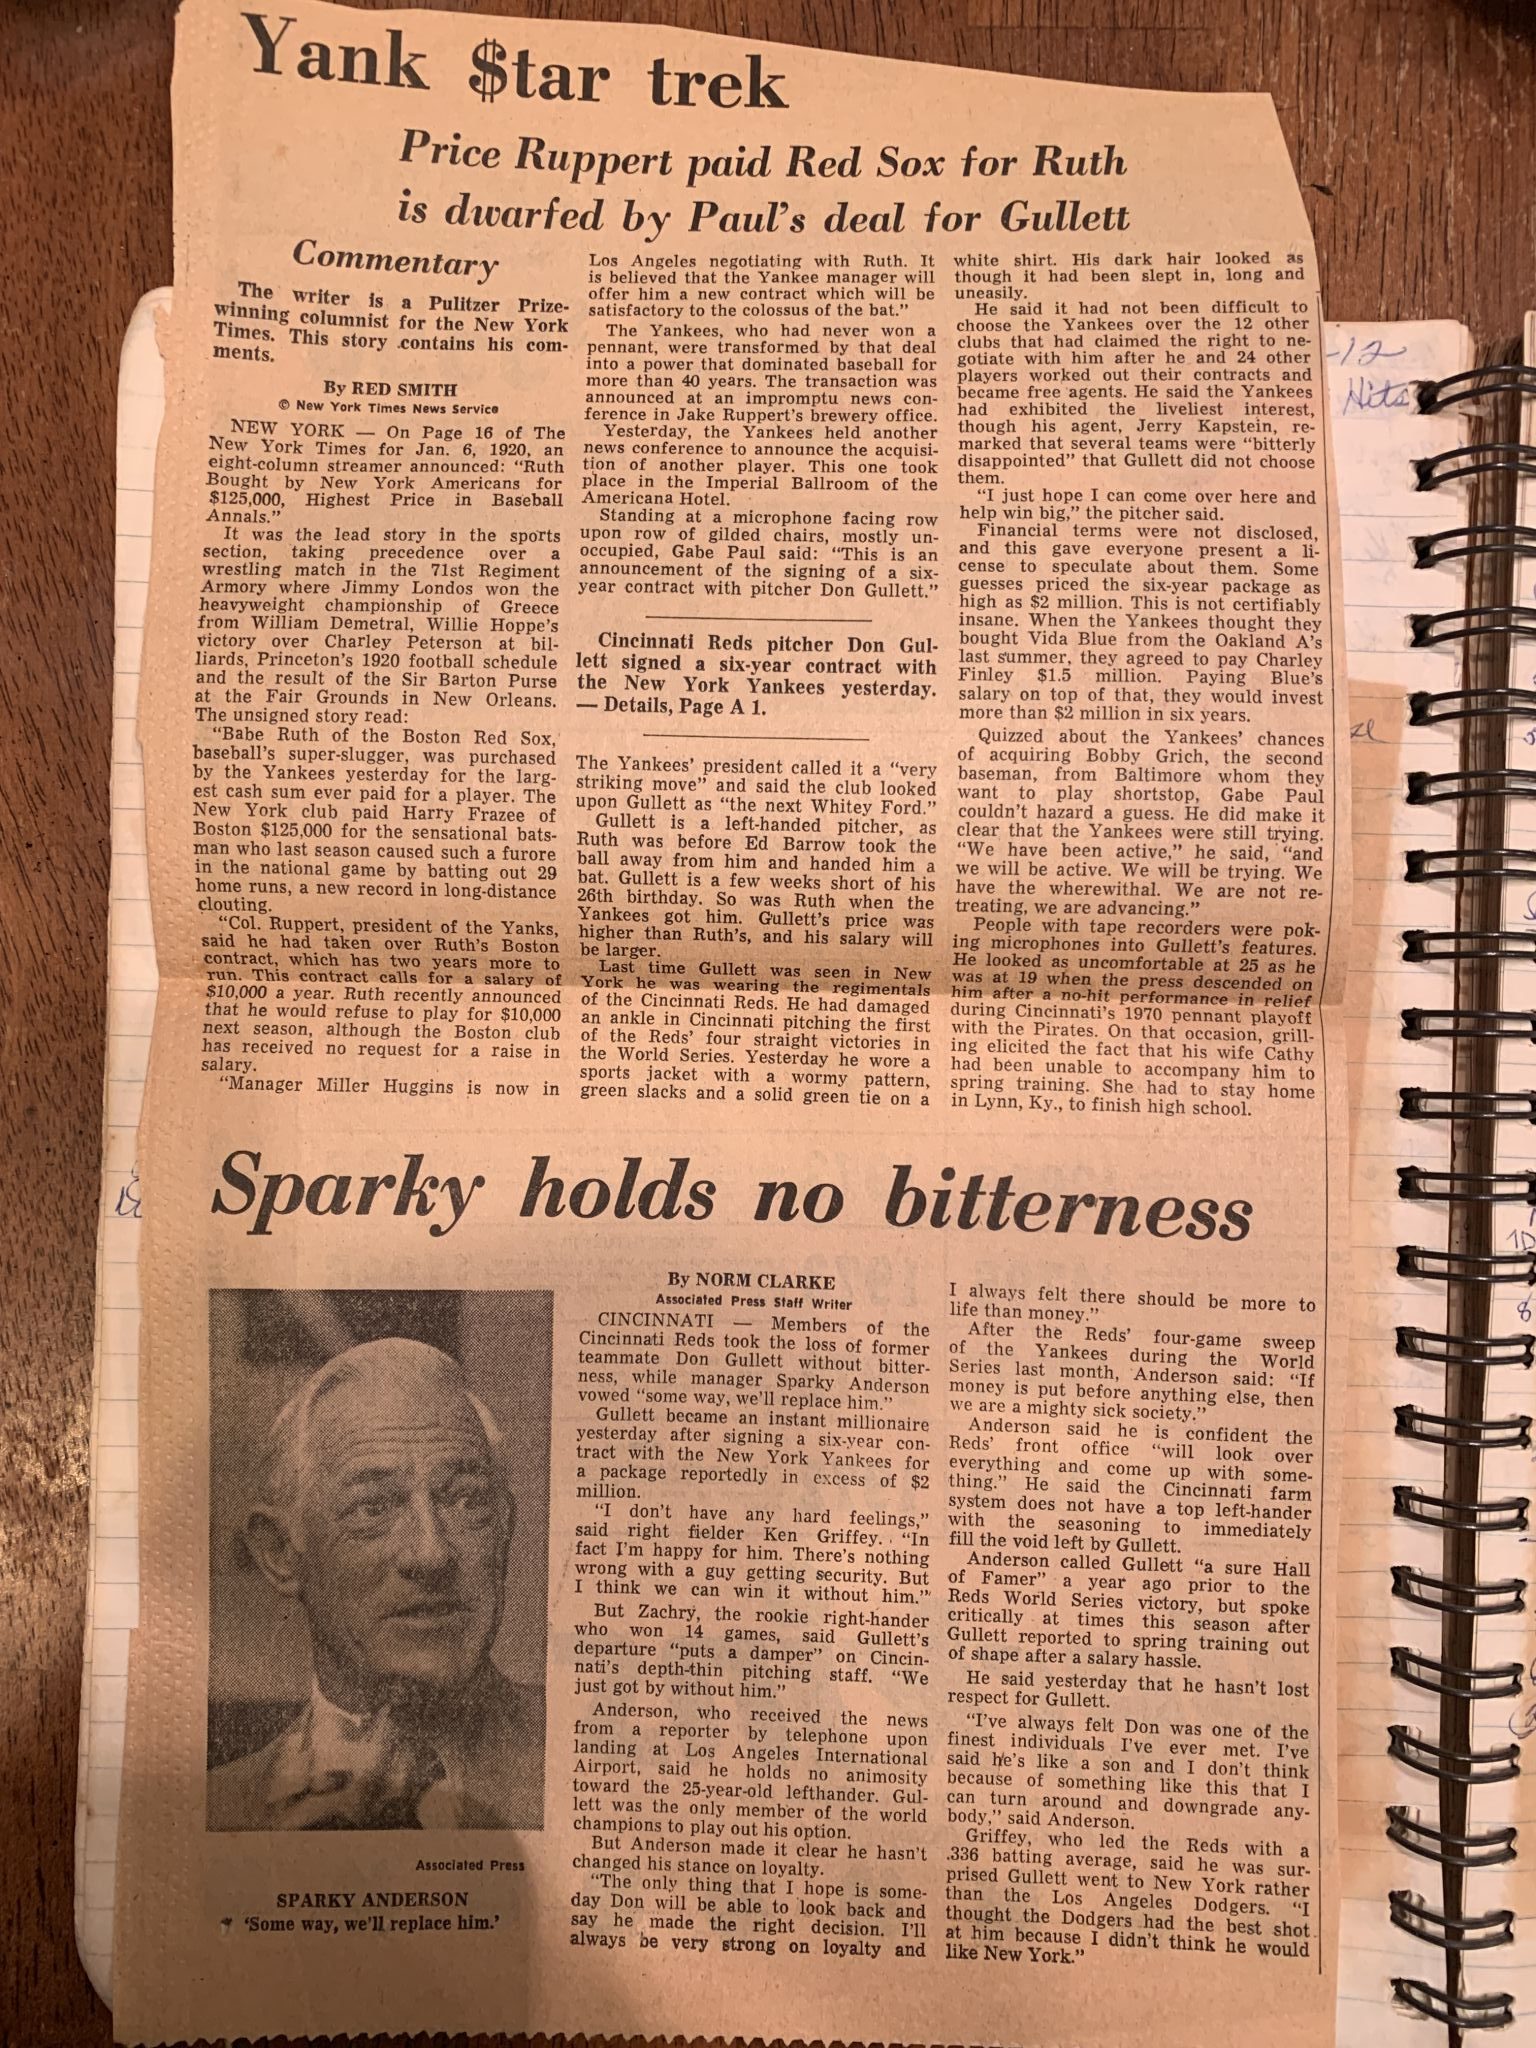 Yank $tar trek
Price Ruppert paid Red Sox for Ruth
is dwarfed by Paul's deal for Gullett
Commentary
The writer is a Pulitzer Prize-
winning columnist for the New York
Times. This story contains his com-
ments.
By RED SMITH
© New York Times News Service
NEW YORK — On Page 16 of The
New York Times for Jan. 6, 1920, an
eight-column streamer announced: "Ruth
Bought by New York Americans for
$125,000, Highest Price in Baseball
Annals."
It was the lead story in the sports
section, taking precedence over a
wrestling match in the 71st Regiment
Armory where Jimmy Londos won the
heavyweight championship of Greece
from William Demetral, Willie Hoppe's
victory over Charley Peterson at bil-
liards, Princeton's 1920 football schedule
and the result of the Sir Barton Purse
at the Fair Grounds in New Orleans.
The unsigned story read:
"Babe Ruth of the Boston Red Sox,
baseball's super-slugger, was purchased
by the Yankees yesterday for the larg-
est cash sum ever paid for a player. The
New York club paid Harry Frazee of
Boston $125,000 for the sensational bats-
man who last season caused such a furore
in the national game by batting out 29
home runs, a new record in long-distance
clouting.
"Col. Ruppert, president of the Yanks,
said he had taken over Ruth's Boston
contract, which has two years more to
run. This contract calls for a salary of
$10,000 a year. Ruth recently announced
that he would refuse to play for $10,000
next season, although the Boston club
has received no request for a raise in
salary.
"Manager Miller Huggins is now in
Los Angeles negotiating with Ruth. It
is believed that the Yankee manager will
offer him a new contract which will be
satisfactory to the colossus of the bat."
The Yankees, who had never won a
pennant, were transformed by that deal
into a power that dominated baseball for
more than 40 years. The transaction was
announced at an impromptu news con-
ference in Jake Ruppert's brewery office.
Yesterday, the Yankees held another
news conference to announce the acquisi-
tion of another player. This one took
place in the Imperial Ballroom of the
Americana Hotel.
Standing at a microphone facing row
upon row of gilded chairs, mostly un-
occupied, Gabe Paul said: "This is an
announcement of the signing of a six-
year contract with pitcher Don Gullett."
Cincinnati Reds pitcher Don Gul-
lett signed a six-year contract with
the New York Yankees yesterday.
— Details, Page A 1.
The Yankees' president called it a "very
striking move" and said the club looked
upon Gullett as "the next Whitey Ford."
Gullett is a left-handed pitcher, as
Ruth was before Ed Barrow took the
ball away from him and handed him a
bat. Gullett is a few weeks short of his
26th birthday. So was Ruth when the
Yankees got him. Gullett's price was
higher than Ruth's, and his salary will
be larger.
Last time Gullett was seen in New
York he was wearing the regimentals
of the Cincinnati Reds. He had damaged
an ankle in Cincinnati pitching the first
of the Reds' four straight victories in
the World Series. Yesterday he wore a
sports jacket with a wormy pattern,
green slacks and a solid green tie on a
white shirt. His dark hair looked as
though it had been slept in, long and
uneasily.
He said it had not been difficult to
choose the Yankees over the 12 other
clubs that had claimed the right to ne-
gotiate with him after he and 24 other
players worked out their contracts and
became free agents. He said the Yankees
had exhibited the liveliest interest,
though his agent, Jerry Kapstein, re-
marked that several teams were "bitterly
disappointed" that Gullett did not choose
them.
"I just hope I can come over here and
help win big," the pitcher said.
Financial terms were not disclosed,
and this gave everyone present a li-
cense to speculate about them. Some
guesses priced the six-year package as
high as $2 million. This is not certifiably
insane. When the Yankees thought they
bought Vida Blue from the Oakland A's
last summer, they agreed to pay Charley
Finley $1.5 million. Paying Blue's
salary on top of that, they would invest
more than $2 million in six years.
Quizzed about the Yankees' chances
of acquiring Bobby Grich, the second
baseman, from Baltimore whom they
want to play shortstop, Gabe Paul
couldn't hazard a guess. He did make it
clear that the Yankees were still trying.
"We have been active," he said, "and
we will be active. We will be trying. We
have the wherewithal. We are not re-
treating, we are advancing."
People with tape recorders were pok-
ing microphones into Gullett's features.
He looked as uncomfortable at 25 as he
was at 19 when the press descended on
him after a no-hit performance in relief
during Cincinnati's 1970 pennant playoff
with the Pirates. On that occasion, grill-
ing elicited the fact that his wife Cathy
had been unable to accompany him to
spring training. She had to stay home
in Lynn, Ky., to finish high school.
-12
Hits
Sparky holds no bitterness
Associated Press
SPARKY ANDERSON
'Some way, we'll replace him.'
By NORM CLARKE
Associated Press Staff Writer
CINCINNATI — Members of the
Cincinnati Reds took the loss of former
teammate Don Gullett without bitter-
ness, while manager Sparky Anderson
vowed "some way, we'll replace him."
Gullett became an instant millionaire
yesterday after signing a six-year con-
tract with the New York Yankees for
a package reportedly in excess of $2
million.
"I don't have any hard feelings,"
said right fielder Ken Griffey. "In
fact I'm happy for him. There's nothing
wrong with a guy getting security. But
I think we can win it without him."
But Zachry, the rookie right-hander
who won 14 games, said Gullett's
departure "puts a damper" on Cincin-
nati's depth-thin pitching staff. "We
just got by without him."
Anderson, who received the news
from a reporter by telephone upon
landing at Los Angeles International
Airport, said he holds no animosity
toward the 25-year-old lefthander. Gul-
lett was the only member of the world
champions to play out his option.
But Anderson made it clear he hasn't
changed his stance on loyalty.
"The only thing that I hope is some-
day Don will be able to look back and
say he made the right decision. I'll
always be very strong on loyalty and
I always felt there should be more to
life than money."
After the Reds' four-game sweep
of the Yankees during the World
Series last month, Anderson said: "If
money is put before anything else, then
we are a mighty sick society."
Anderson said he is confident the
Reds' front office "will look over
everything and come up with some-
thing." He said the Cincinnati farm
system does not have a top left-hander
with the seasoning to immediately
fill the void left by Gullett.
Anderson called Gullett "a sure Hall
of Famer" a year ago prior to the
Reds World Series victory, but spoke
critically at times this season after
Gullett reported to spring training out
of shape after a salary hassle.
He said yesterday that he hasn't lost
respect for Gullett.
"I've always felt Don was one of the
finest individuals I've ever met. I've
said he's like a son and I don't think
because of something like this that I
can turn around and downgrade any-
body," said Anderson.
Griffey, who led the Reds with a
.336 batting average, said he was sur-
prised Gullett went to New York rather
than the Los Angeles Dodgers. "I
thought the Dodgers had the best shot
at him because I didn't think he would
like New York."